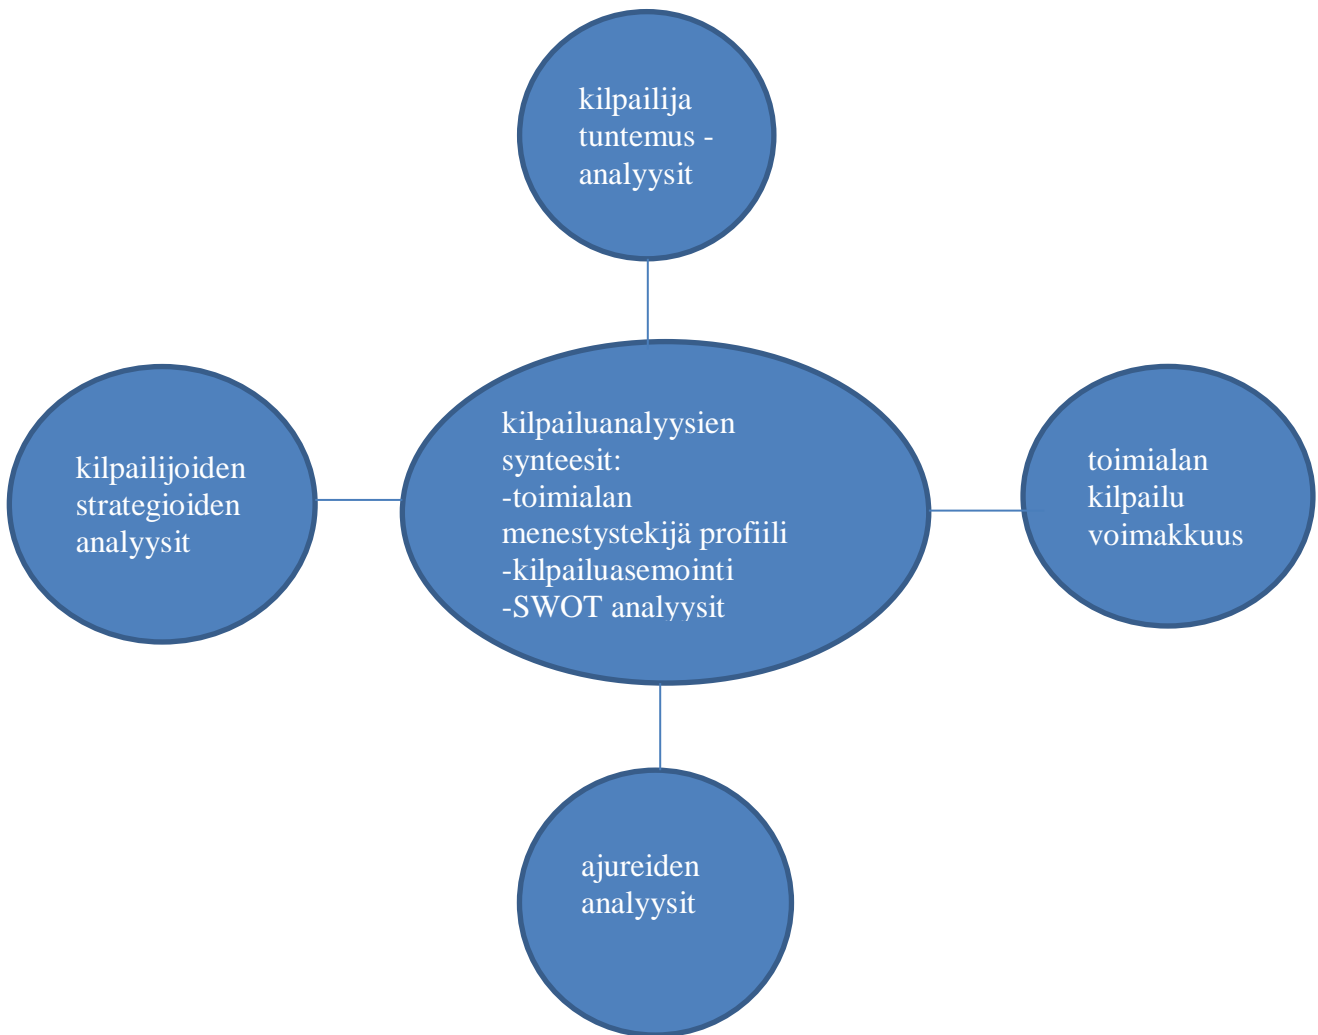 kilpailija
tuntemus -
analyysit
kilpailijoiden
strategioiden
analyysit
kilpailuanalyysien
synteesit:
-toimialan
menestystekijä profiili
-kilpailuasemointi
-SWOT analyysit
toimialan
kilpailu
voimakkuus
ajureiden
analyysit